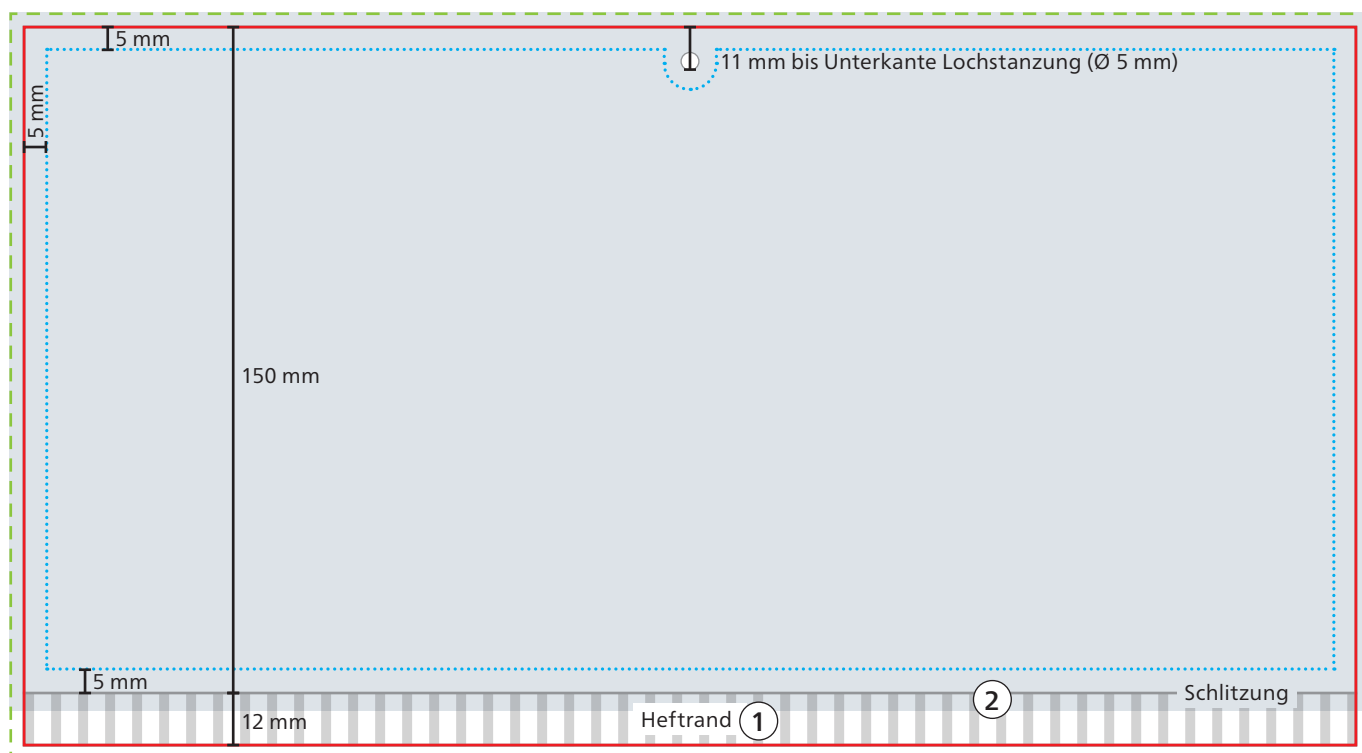 5 mm
11 mm bis Unterkante Lochstanzung (Ø 5 mm)
5 mm
150 mm
5 mm
Schlitzung
2
12 mm
Heftrand 1